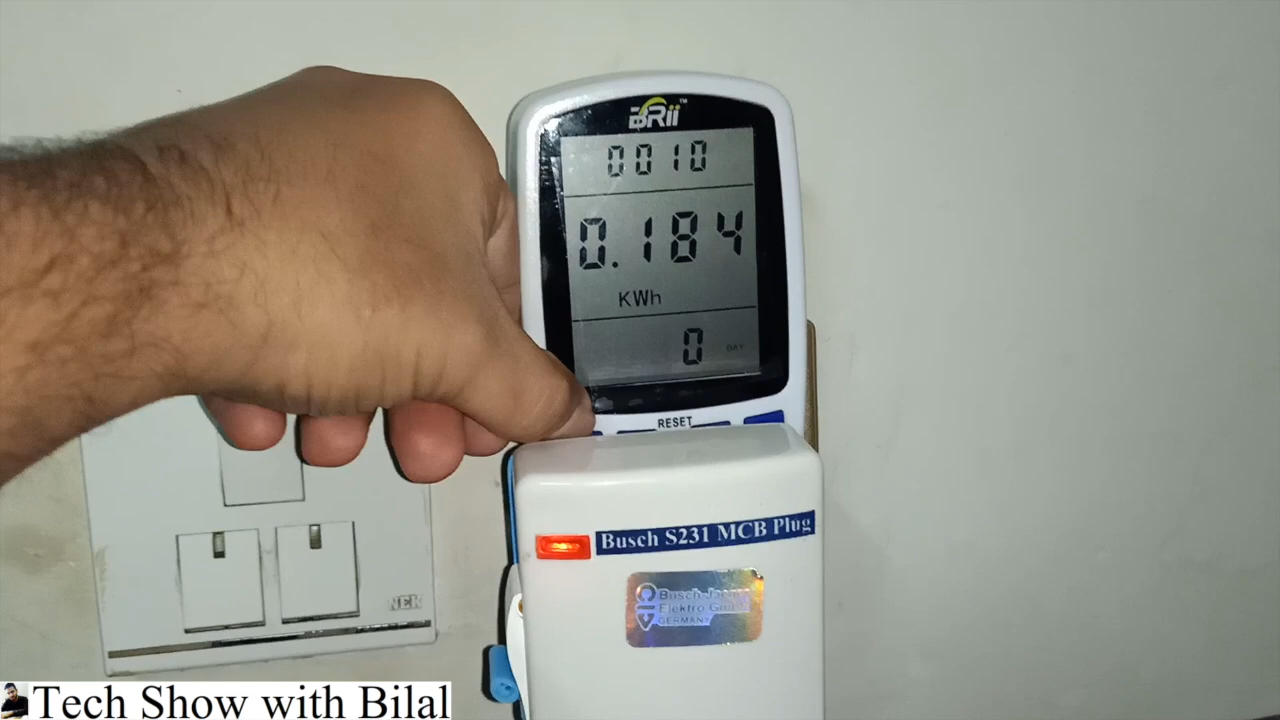 BRii™
0010
0.184
KWh
0 DAY
RESET
Busch S231 MCB Plug
Busch-Jaeger
Elektro GmbH
GERMANY
NEK
Tech Show with Bilal